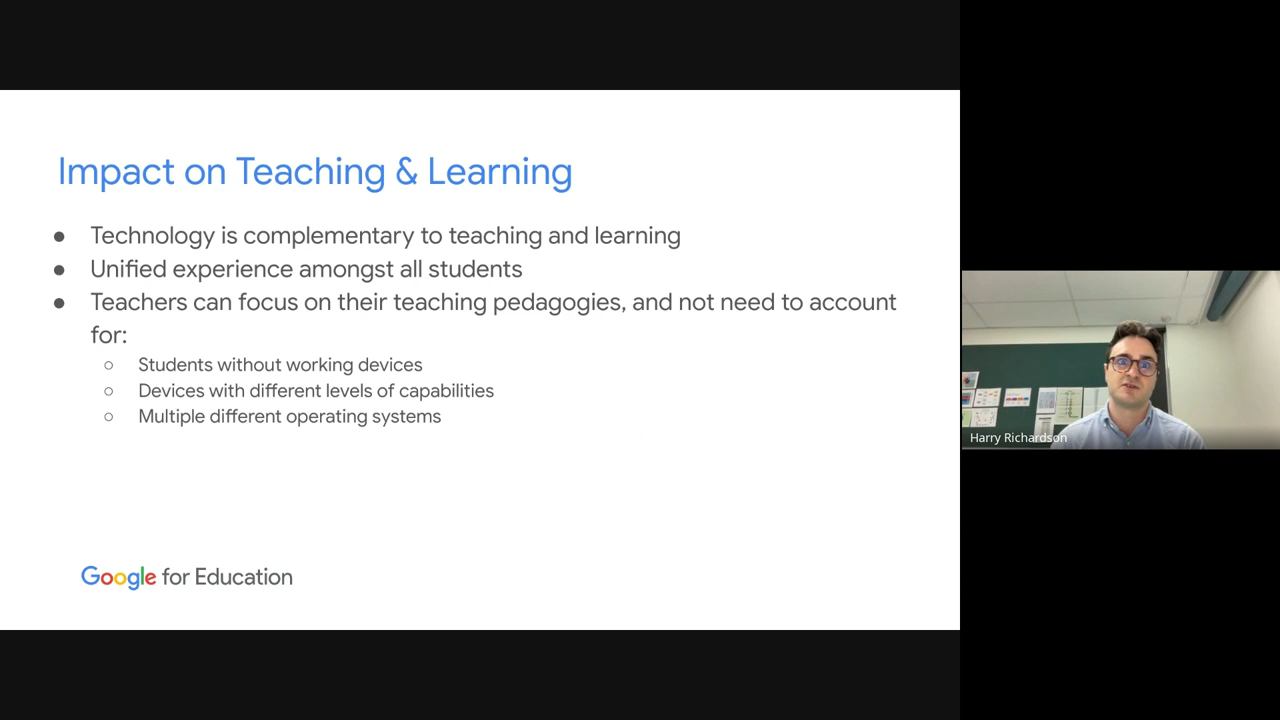 Impact on Teaching & Learning
● Technology is complementary to teaching and learning
● Unified experience amongst all students
● Teachers can focus on their teaching pedagogies, and not need to account
for:
○ Students without working devices
○ Devices with different levels of capabilities
○ Multiple different operating systems
Google for Education
Harry Richardson